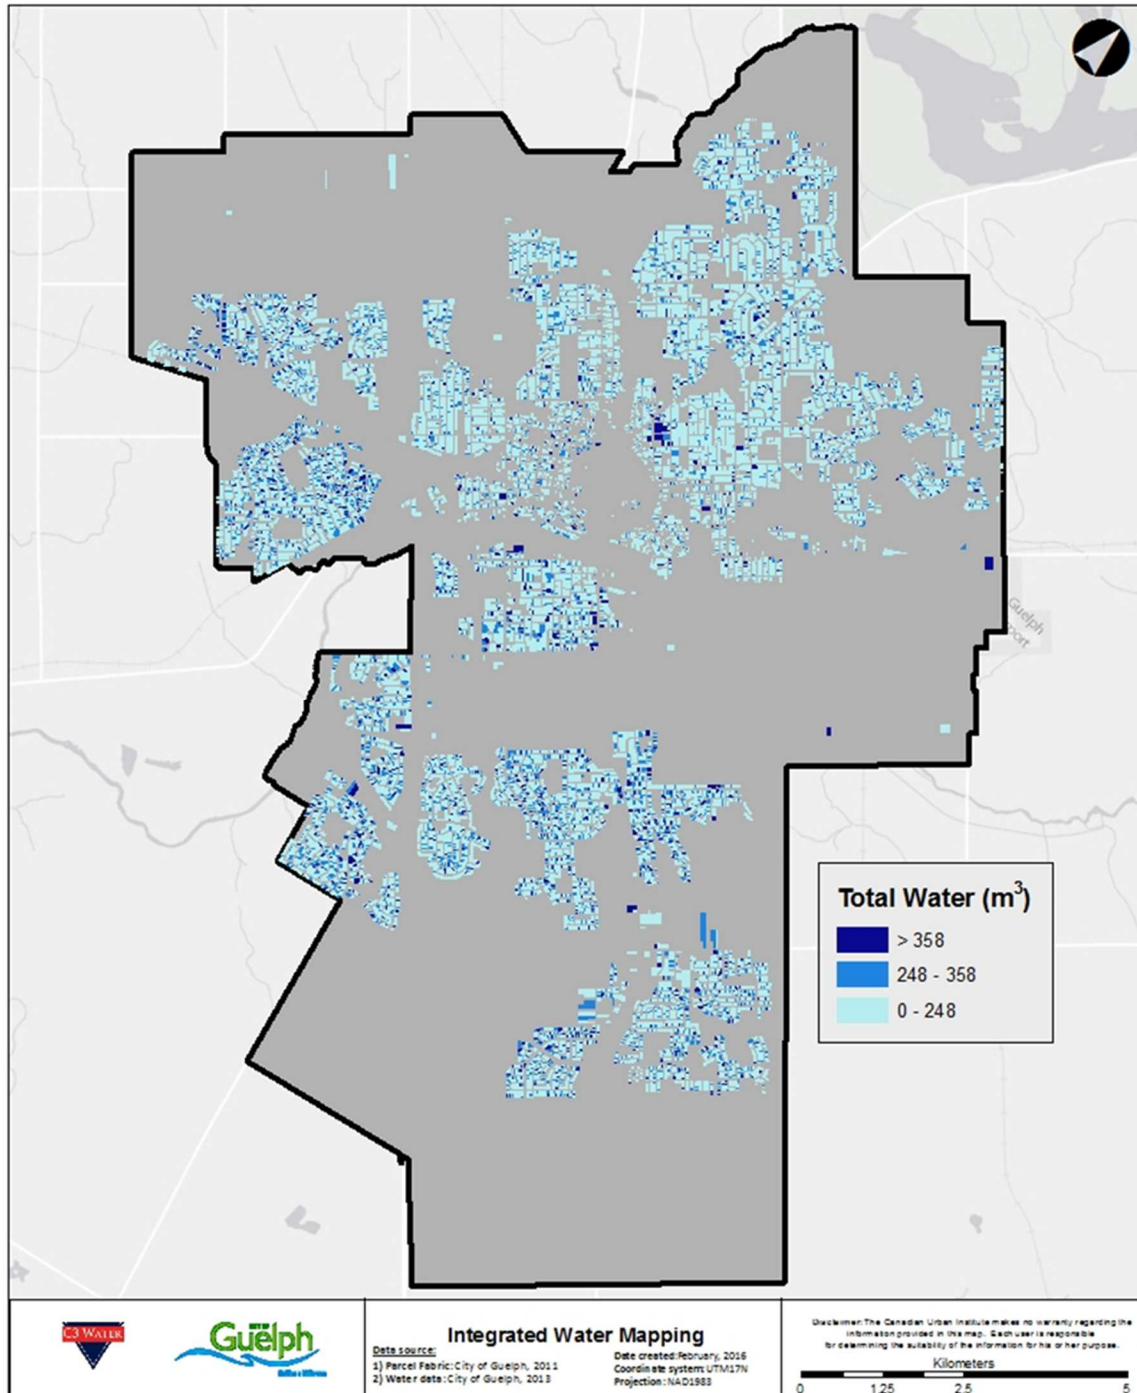 Guelph
port
Total Water (m³)
> 358
248 - 358
0 - 248
C3 WATER
CITY OF
Guelph
Integrated Water Mapping
Data source:
1) Parcel Fabric: City of Guelph, 2011
2) Water data: City of Guelph, 2013
Date created: February, 2016
Coordinate system: UTM17N
Projection: NAD1983
Disclaimer: The Canadian Urban Institute makes no warranty regarding the
information provided in this map. Each user is responsible
for determining the suitability of the information for his or her purpose.
Kilometers
0 1.25 2.5 5